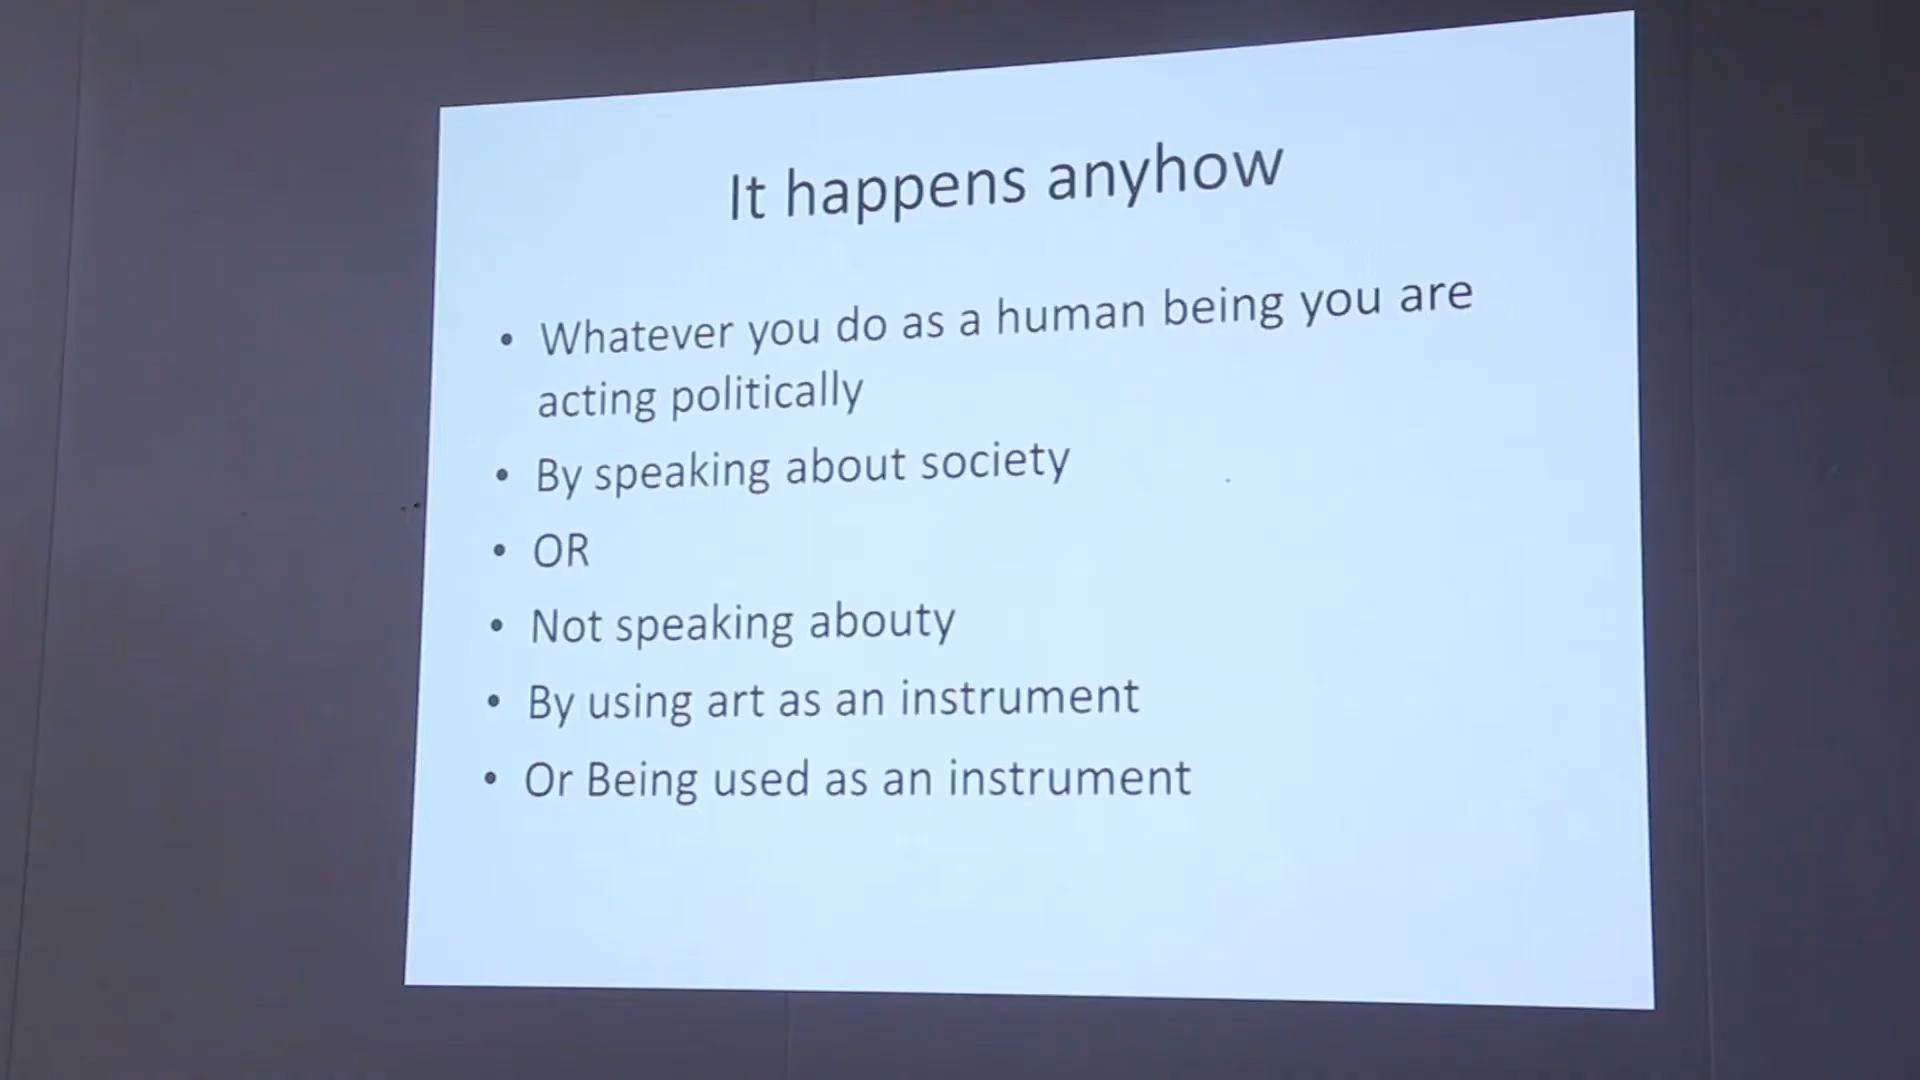 It happens anyhow
• Whatever you do as a human being you are
acting politically
• By speaking about society
• OR
• Not speaking abouty
• By using art as an instrument
• Or Being used as an instrument